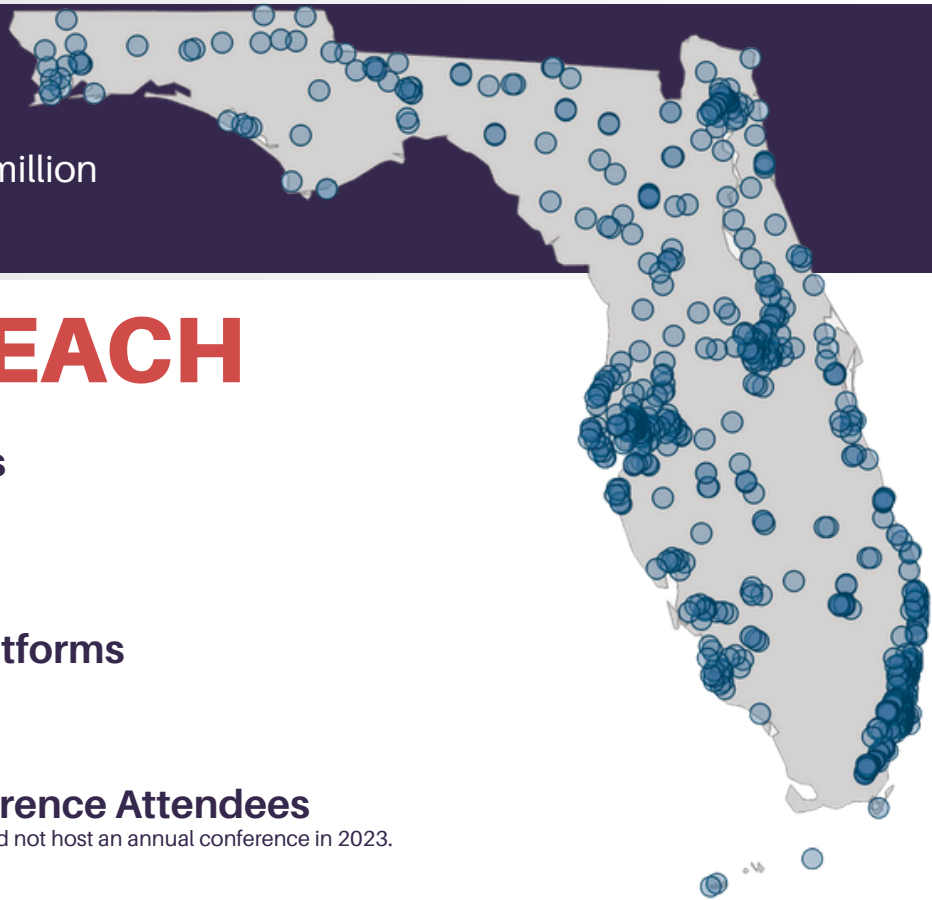 million
EACH
s
tforms
rence Attendees
d not host an annual conference in 2023.